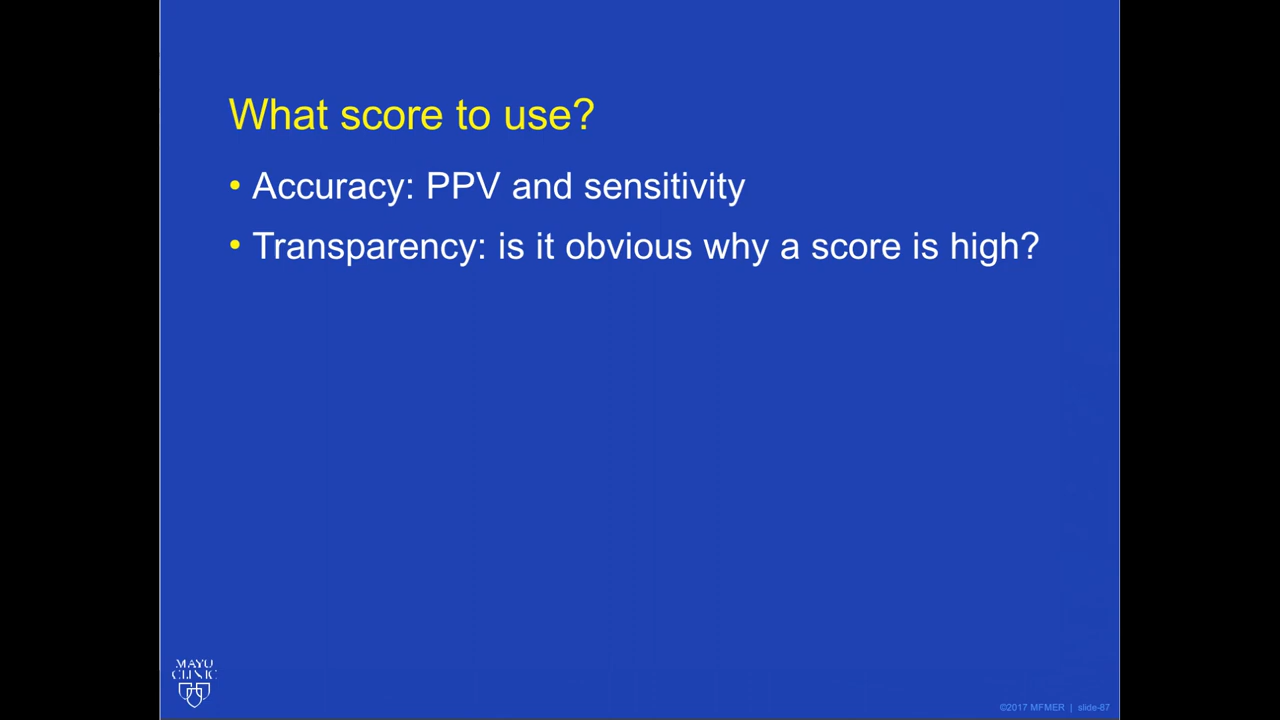 What score to use?
• Accuracy: PPV and sensitivity
• Transparency: is it obvious why a score is high?
MAYO
CLINIC
©2017 MFMER | slide-87